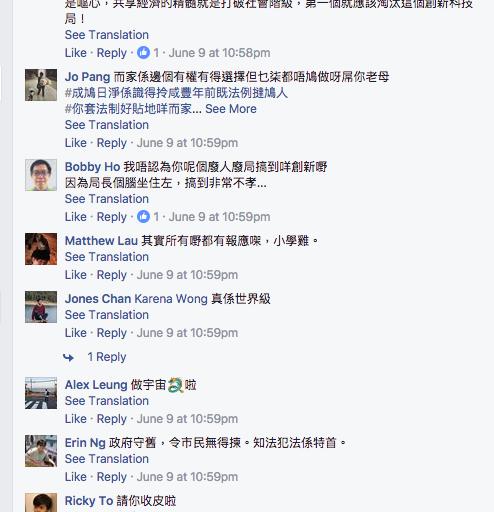 是嘔心，共享經濟的精髓就是打破社會階級，第一個就應該淘汰這個創新科技
局！
See Translation
Like · Reply · 1 · June 9 at 10:58pm
Jo Pang 而家係邊個有權有得選擇但乜柒都唔鳩做呀屌你老母
#成鳩日淨係識得拎咸豐年前既法例撻鳩人
#你套法制好貼地咩而家... See More
See Translation
Like · Reply · June 9 at 10:59pm
Bobby Ho 我唔認為你呢個廢人廢局搞到咩創新嘢
因為局長個腦坐住左，搞到非常不孝...
See Translation
Like · Reply · 1 · June 9 at 10:59pm
Matthew Lau 其實所有嘢都有報應㗎，小學雞。
See Translation
Like · Reply · June 9 at 10:59pm
Jones Chan Karena Wong 真係世界級
See Translation
Like · Reply · June 9 at 10:59pm
1 Reply
Alex Leung 做宇宙🐉啦
See Translation
Like · Reply · June 9 at 10:59pm
Erin Ng 政府守舊，令市民無得揀。知法犯法係特首。
See Translation
Like · Reply · June 9 at 10:59pm
Ricky To 請你收皮啦